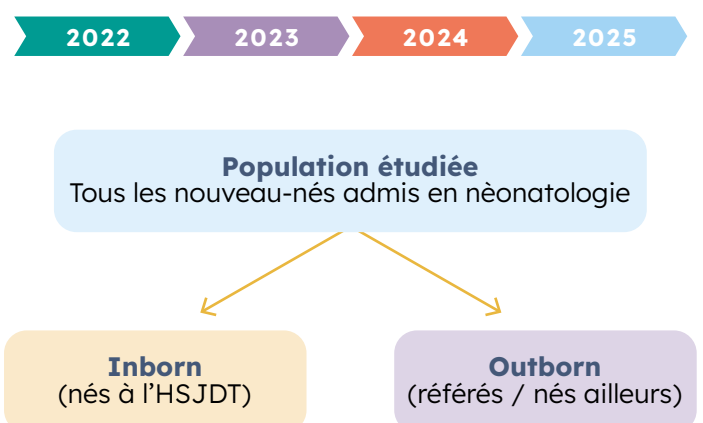 2022 2023 2024 2025
Population étudiée
Tous les nouveau-nés admis en nèonatologie
Inborn
(nés à l’HSJDT)
Outborn
(référés / nés ailleurs)